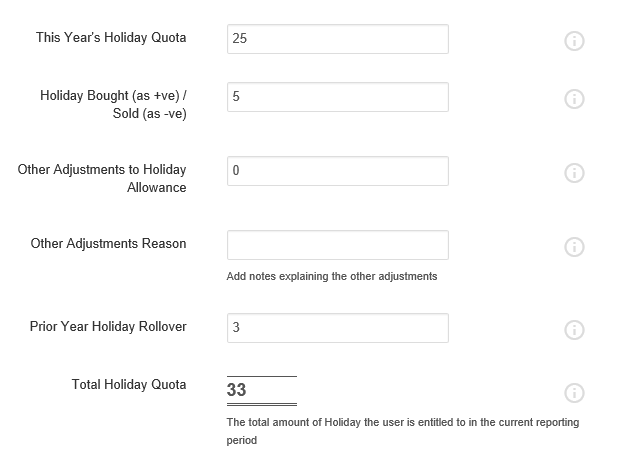 This Year's Holiday Quota
25
Holiday Bought (as +ve) /
Sold (as -ve)
5
Other Adjustments to Holiday
Allowance
0
Other Adjustments Reason
Add notes explaining the other adjustments
Prior Year Holiday Rollover
3
Total Holiday Quota
33
The total amount of Holiday the user is entitled to in the current reporting
period